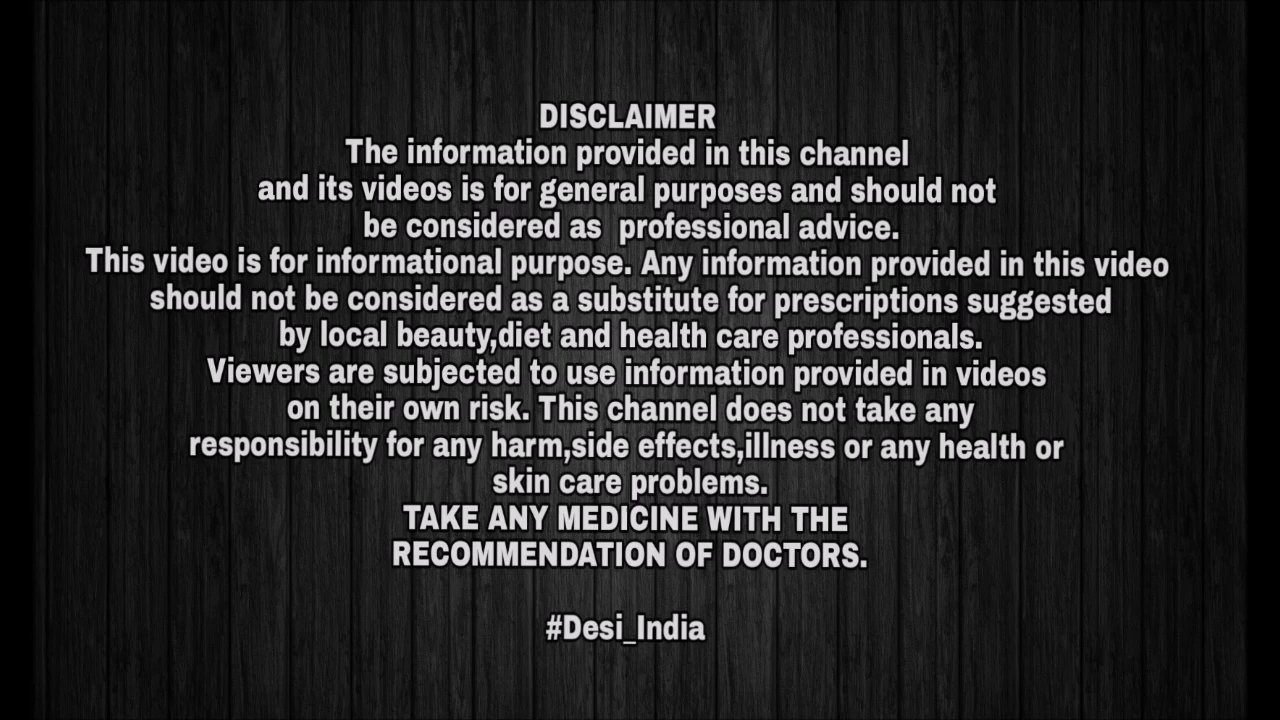 DISCLAIMER
The information provided in this channel
and its videos is for general purposes and should not
be considered as  professional advice.
This video is for informational purpose. Any information provided in this video
should not be considered as a substitute for prescriptions suggested
by local beauty,diet and health care professionals.
Viewers are subjected to use information provided in videos
on their own risk. This channel does not take any
responsibility for any harm,side effects,illness or any health or
skin care problems.
TAKE ANY MEDICINE WITH THE
RECOMMENDATION OF DOCTORS.
#Desi_India